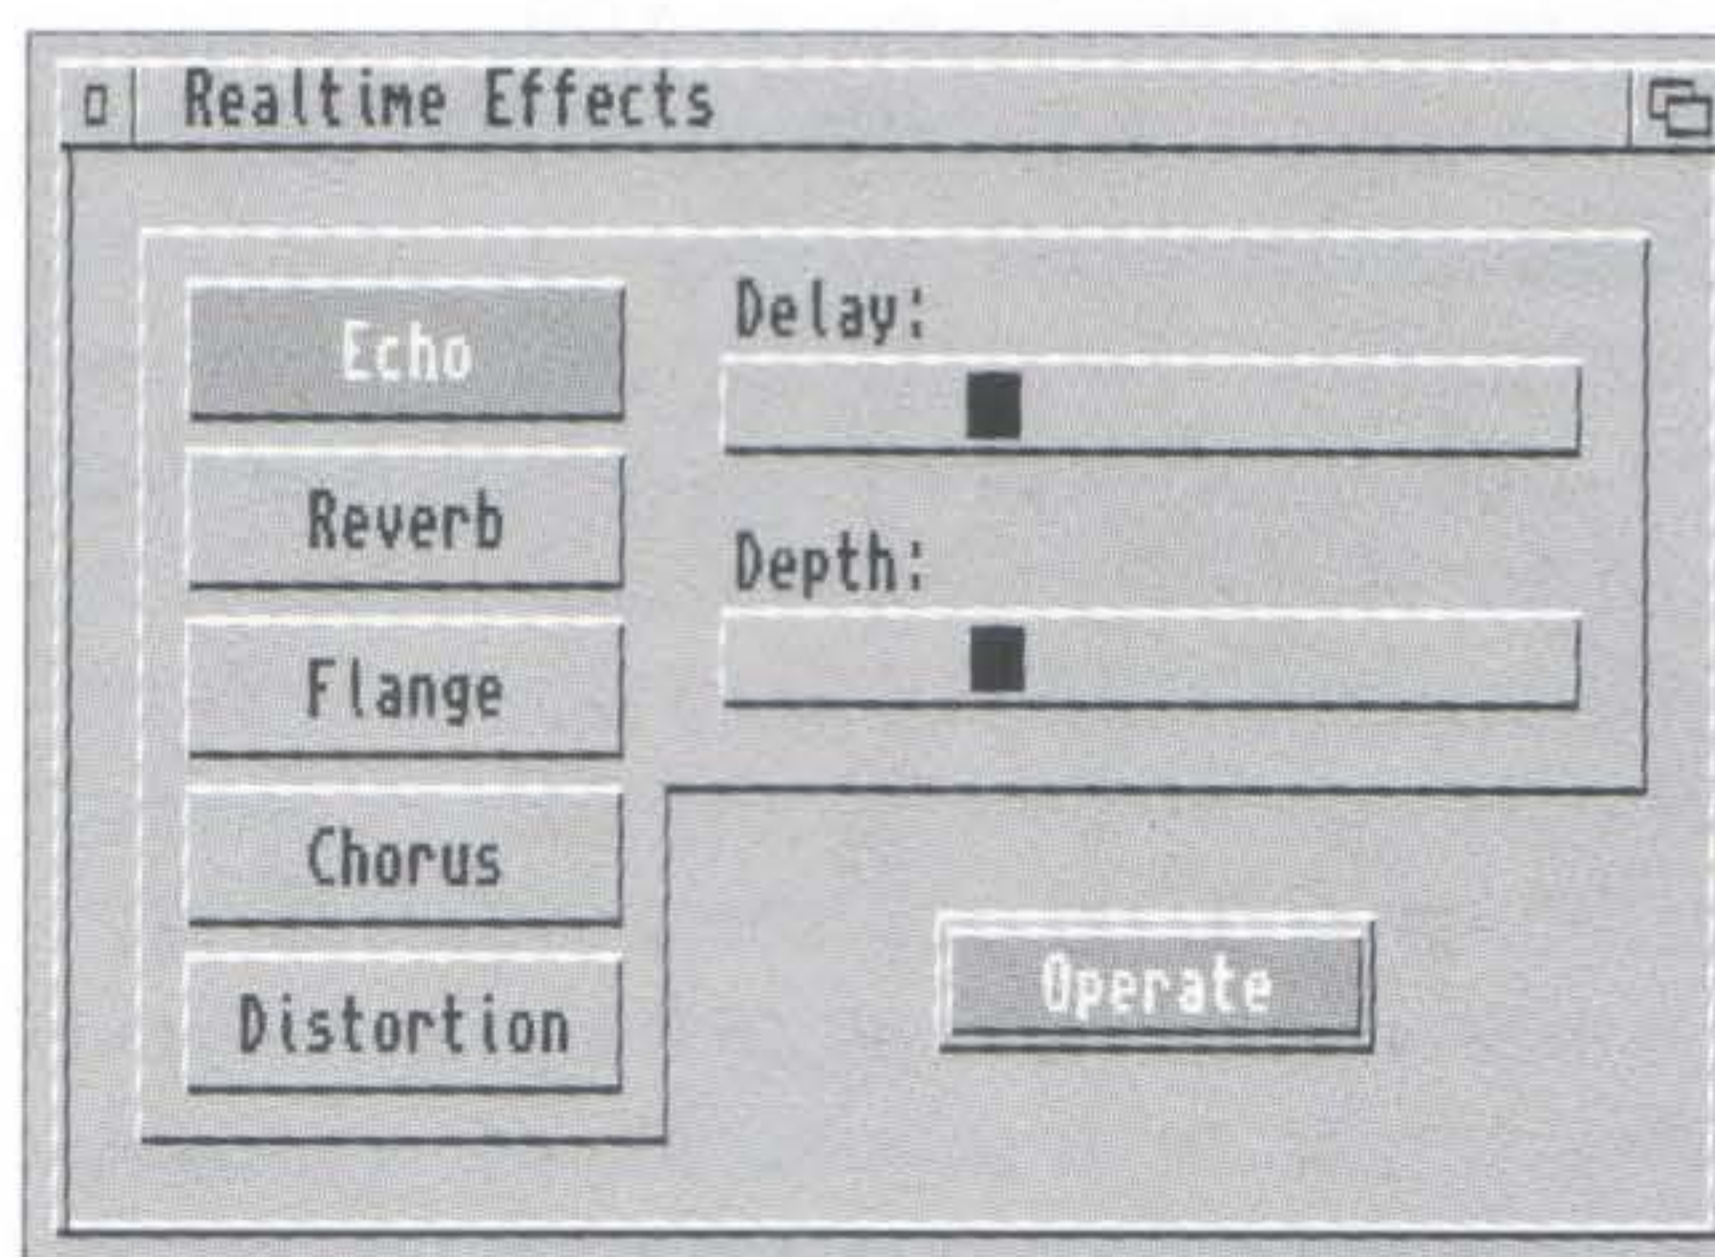 Realtime Effects
Echo
Reverb
Flange
Chorus
Distortion
Delay:
Depth:
Operate